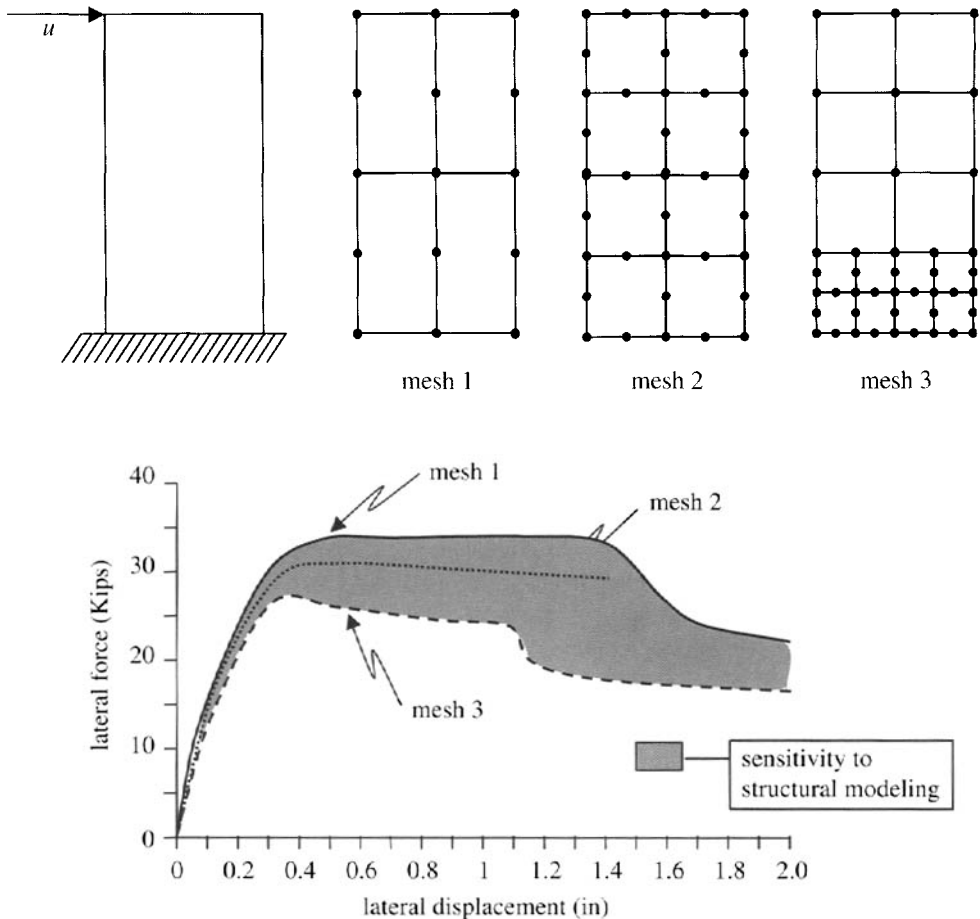 u
mesh 1
mesh 2
mesh 3
40
30
20
10
0
lateral force (Kips)
mesh 1
mesh 2
mesh 3
sensitivity to
structural modeling
0
0.2
0.4
0.6
0.8
1
1.2
1.4
1.6
1.8
2.0
lateral displacement (in)